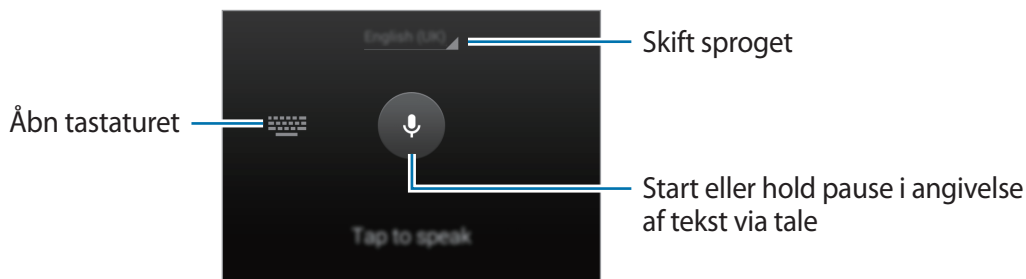 English (UK)
Skift sproget
Åbn tastaturet
Start eller hold pause i angivelse
af tekst via tale
Tap to speak